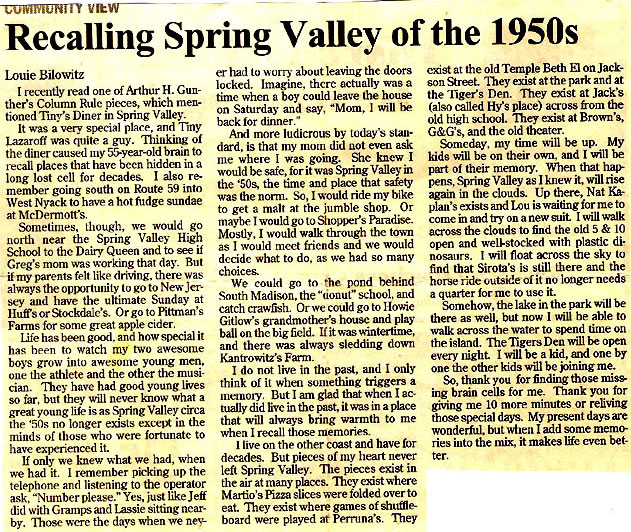 COMMUNITY VIEW
Recalling Spring Valley of the 1950s
Louie Bilowitz
I recently read one of Arthur H. Gun-
ther's Column Rule pieces, which men-
tioned Tiny's Diner in Spring Valley.
It was a very special place, and Tiny
Lazaroff was quite a guy. Thinking of
the diner caused my 55-year-old brain to
recall places that have been hidden in a
long lost cell for decades. I also re-
member going south on Route 59 into
West Nyack to have a hot fudge sundae
at McDermott's.
Sometimes, though, we would go
north near the Spring Valley High
School to the Dairy Queen and to see if
Greg's mom was working that day. But
if my parents felt like driving, there was
always the opportunity to go to New Jer-
sey and have the ultimate Sunday at
Huff's or Stockdale's. Or go to Pittman's
Farms for some great apple cider.
Life has been good, and how special it
has been to watch my two awesome
boys grow into awesome young men,
one the athlete and the other the musi-
cian. They have had good young lives
so far, but they will never know what a
great young life is as Spring Valley circa
the '50s no longer exists except in the
minds of those who were fortunate to
have experienced it.
If only we knew what we had, when
we had it. I remember picking up the
telephone and listening to the operator
ask, "Number please." Yes, just like Jeff
did with Gramps and Lassie sitting near-
by. Those were the days when we nev-
er had to worry about leaving the doors
locked. Imagine, there actually was a
time when a boy could leave the house
on Saturday and say, "Mom, I will be
back for dinner."
And more ludicrous by today's stan-
dard, is that my mom did not even ask
me where I was going. She knew I
would be safe, for it was Spring Valley in
the '50s, the time and place that safety
was the norm. So, I would ride my bike
to get a malt at the jumble shop. Or
maybe I would go to Shopper's Paradise.
Mostly, I would walk through the town
as I would meet friends and we would
decide what to do, as we had so many
choices.
We could go to the pond behind
South Madison, the "donut" school, and
catch crawfish. Or we could go to Howie
Gitlow's grandmother's house and play
ball on the big field. If it was wintertime,
and there was always sledding down
Kantrowitz's Farm.
I do not live in the past, and I only
think of it when something triggers a
memory. But I am glad that when I ac-
tually did live in the past, it was in a place
that will always bring warmth to me
when I recall those memories.
I live on the other coast and have for
decades. But pieces of my heart never
left Spring Valley. The pieces exist in
the air at many places. They exist where
Martio's Pizza slices were folded over to
eat. They exist where games of shuffle-
board were played at Perruna's. They
exist at the old Temple Beth El on Jack-
son Street. They exist at the park and at
the Tiger's Den. They exist at Jack's
(also called Hy's place) across from the
old high school. They exist at Brown's,
G&G's, and the old theater.
Someday, my time will be up. My
kids will be on their own, and I will be
part of their memory. When that hap-
pens, Spring Valley as I knew it, will rise
again in the clouds. Up there, Nat Ka-
plan's exists and Lou is waiting for me to
come in and try on a new suit. I will walk
across the clouds to find the old 5 & 10
open and well-stocked with plastic di-
nosaurs. I will float across the sky to
find that Sirota's is still there and the
horse ride outside of it no longer needs
a quarter for me to use it.
Somehow, the lake in the park will be
there as well, but now I will be able to
walk across the water to spend time on
the island. The Tigers Den will be open
every night. I will be a kid, and one by
one the other kids will be joining me.
So, thank you for finding those miss-
ing brain cells for me. Thank you for
giving me 10 more minutes or reliving
those special days. My present days are
wonderful, but when I add some memo-
ries into the mix, it makes life even bet-
ter.